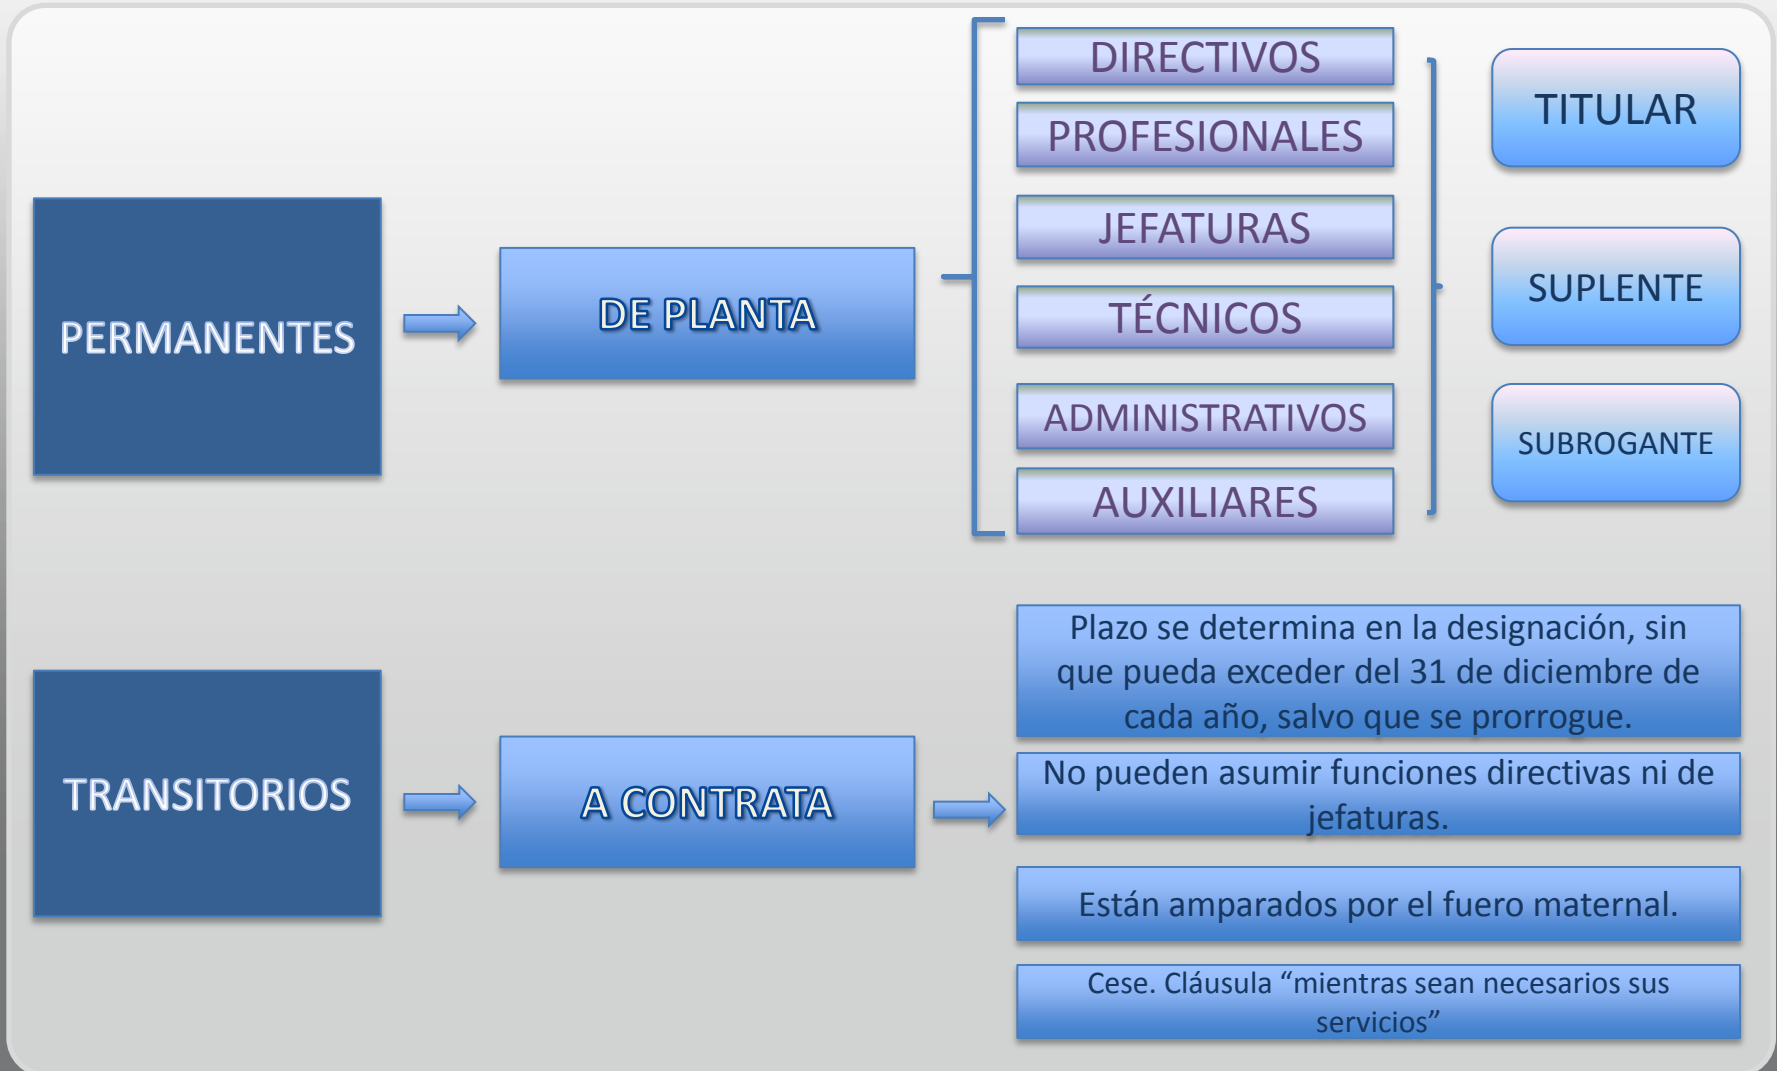 PERMANENTES
DE PLANTA
DIRECTIVOS
PROFESIONALES
JEFATURAS
TÉCNICOS
ADMINISTRATIVOS
AUXILIARES
TITULAR
SUPLENTE
SUBROGANTE
TRANSITORIOS
A CONTRATA
Plazo se determina en la designación, sin
que pueda exceder del 31 de diciembre de
cada año, salvo que se prorrogue.
No pueden asumir funciones directivas ni de
jefaturas.
Están amparados por el fuero maternal.
Cese. Cláusula “mientras sean necesarios sus
servicios”